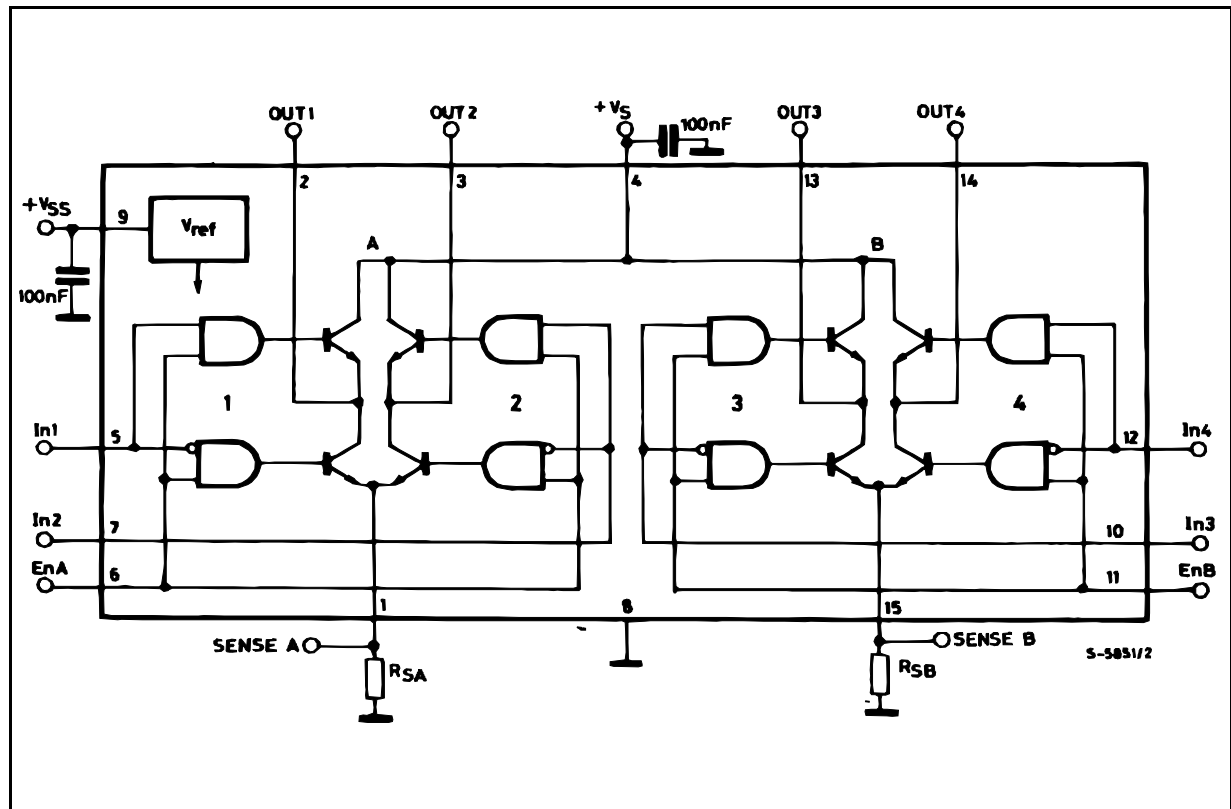 OUT1
OUT2
+VS
100nF
OUT3
OUT4
2
3
4
13
14
+VSS
9
Vref
A
B
100nF
1
2
3
4
In1
5
12
In4
In2
7
10
In3
EnA
6
11
EnB
1
8
15
SENSE A
SENSE B
S-5851/2
RSA
RSB